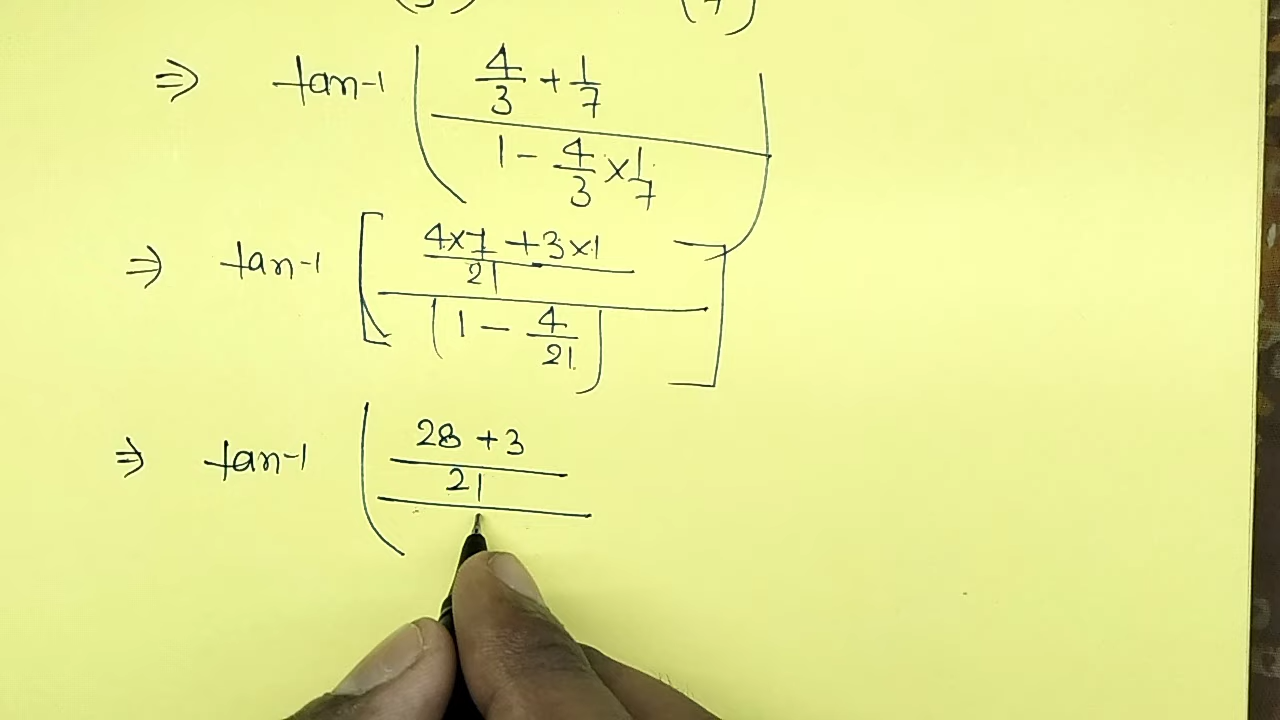 ⇒ tan-1 ( (4/3 + 1/7) / (1 - 4/3 × 1/7) )
⇒ tan-1 [ ((4×7 + 3×1)/21) / (1 - 4/21) ]
⇒ tan-1 ( ((28 + 3)/21) /